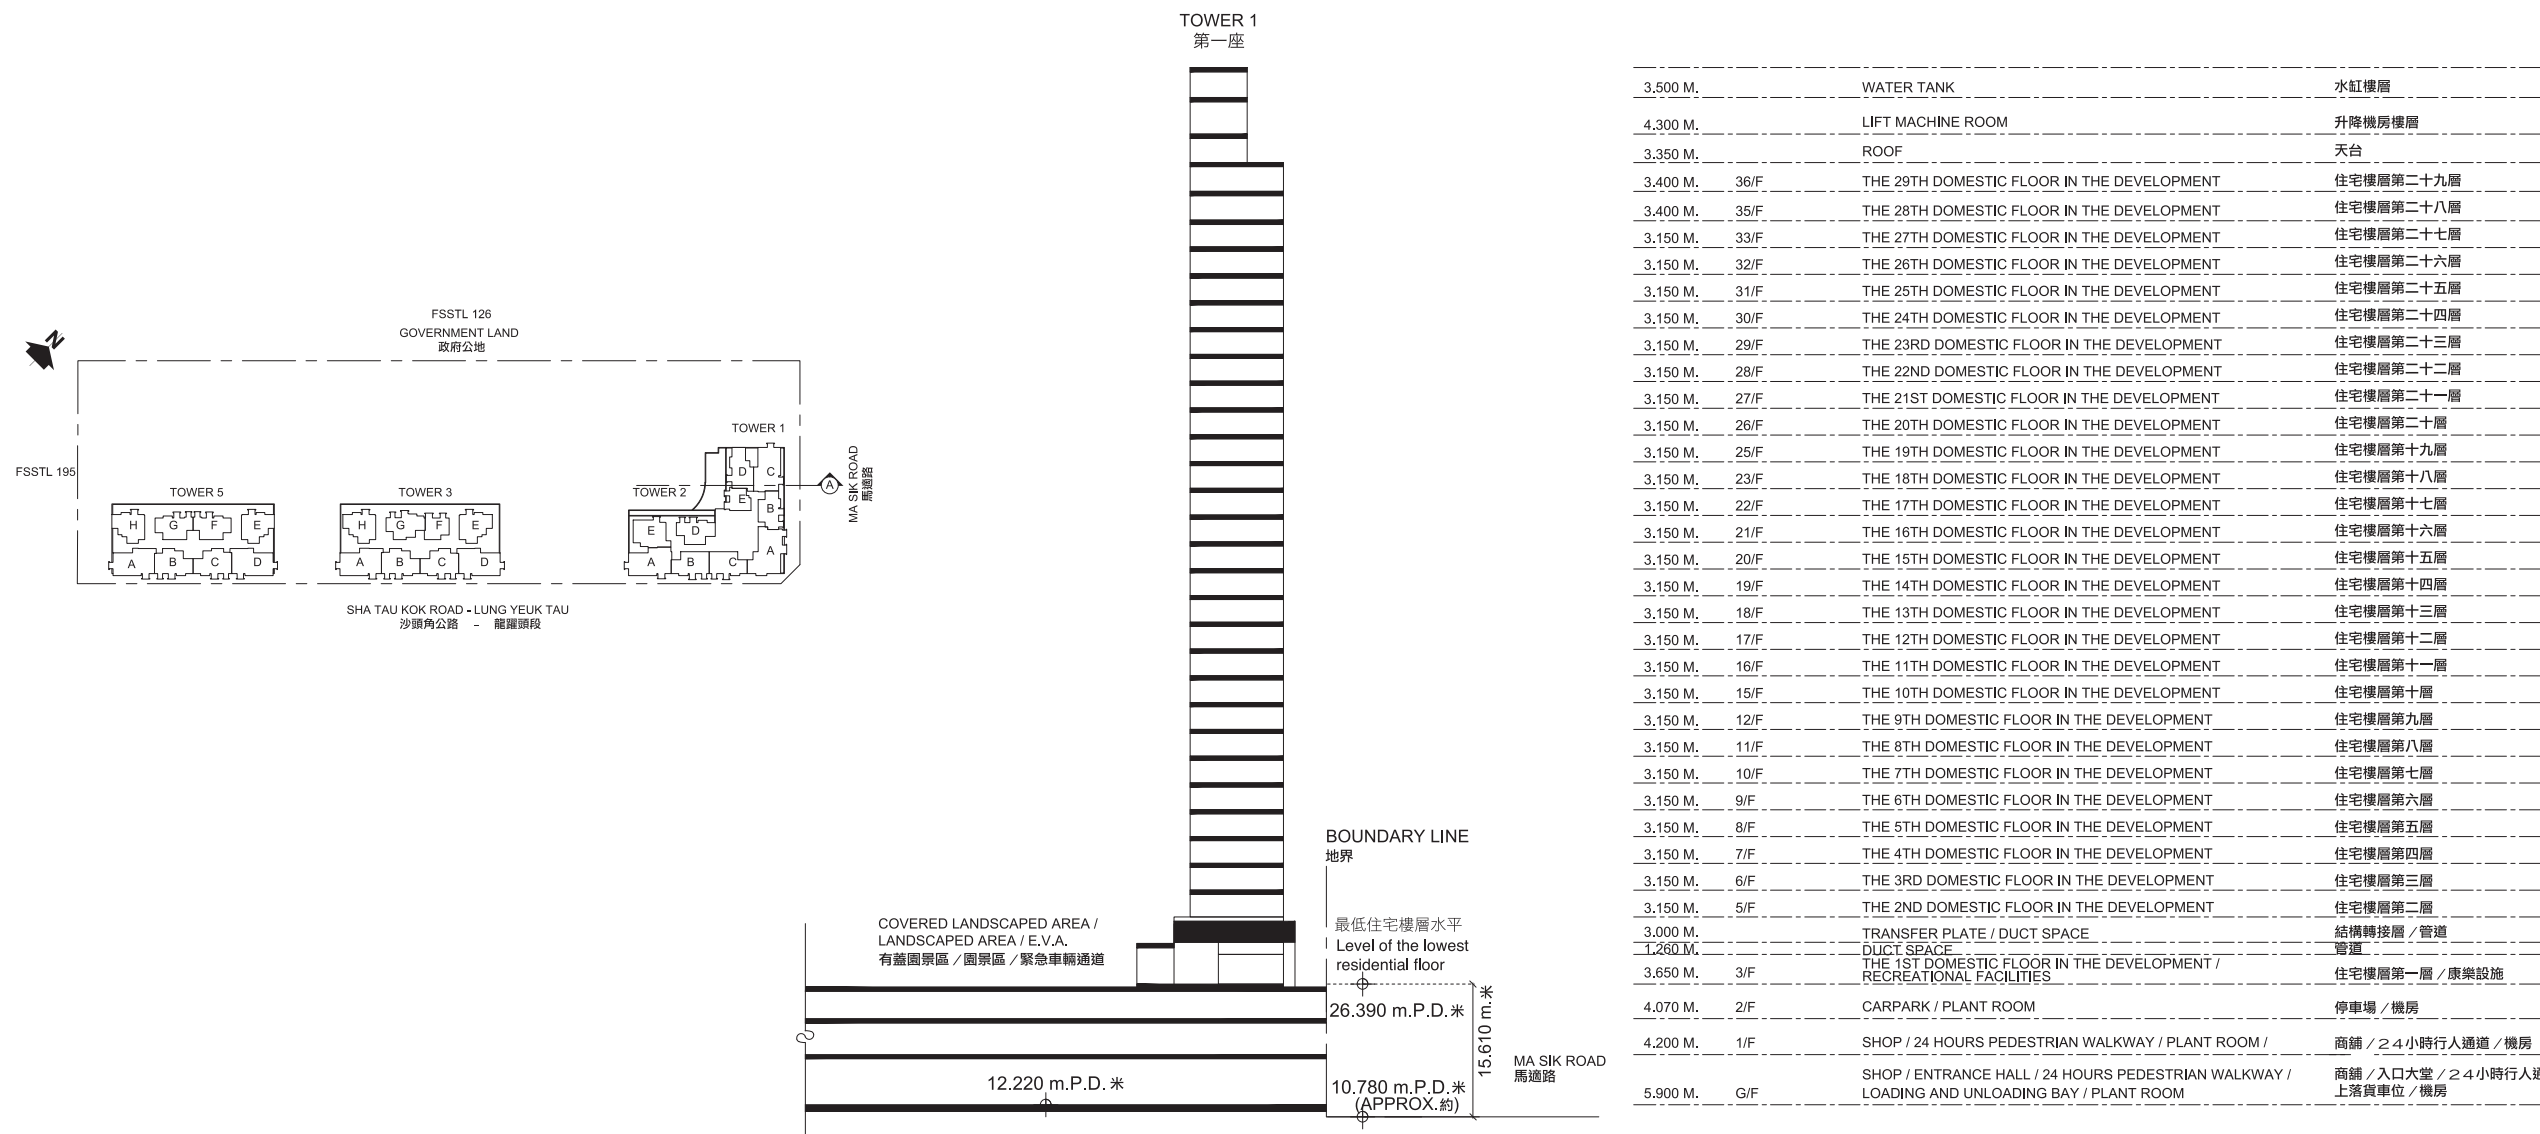 TOWER 1
第一座
FSSTL 126
GOVERNMENT LAND
政府公地
N
FSSTL 195
TOWER 5
H G F E
A B C D
TOWER 3
H G F E
A B C D
TOWER 2
E D
A B C
TOWER 1
D C
E
B
A
A
MA SIK ROAD
馬適路
SHA TAU KOK ROAD - LUNG YEUK TAU
沙頭角公路 - 龍躍頭段
COVERED LANDSCAPED AREA /
LANDSCAPED AREA / E.V.A.
有蓋園景區 / 園景區 / 緊急車輛通道
BOUNDARY LINE
地界
最低住宅樓層水平
Level of the lowest
residential floor
26.390 m.P.D.米
15.610 m.米
12.220 m.P.D. 米
10.780 m.P.D.米
(APPROX.約)
MA SIK ROAD
馬適路
3.500 M. WATER TANK 水缸樓層
4.300 M. LIFT MACHINE ROOM 升降機房樓層
3.350 M. ROOF 天台
3.400 M. 36/F THE 29TH DOMESTIC FLOOR IN THE DEVELOPMENT 住宅樓層第二十九層
3.400 M. 35/F THE 28TH DOMESTIC FLOOR IN THE DEVELOPMENT 住宅樓層第二十八層
3.150 M. 33/F THE 27TH DOMESTIC FLOOR IN THE DEVELOPMENT 住宅樓層第二十七層
3.150 M. 32/F THE 26TH DOMESTIC FLOOR IN THE DEVELOPMENT 住宅樓層第二十六層
3.150 M. 31/F THE 25TH DOMESTIC FLOOR IN THE DEVELOPMENT 住宅樓層第二十五層
3.150 M. 30/F THE 24TH DOMESTIC FLOOR IN THE DEVELOPMENT 住宅樓層第二十四層
3.150 M. 29/F THE 23RD DOMESTIC FLOOR IN THE DEVELOPMENT 住宅樓層第二十三層
3.150 M. 28/F THE 22ND DOMESTIC FLOOR IN THE DEVELOPMENT 住宅樓層第二十二層
3.150 M. 27/F THE 21ST DOMESTIC FLOOR IN THE DEVELOPMENT 住宅樓層第二十一層
3.150 M. 26/F THE 20TH DOMESTIC FLOOR IN THE DEVELOPMENT 住宅樓層第二十層
3.150 M. 25/F THE 19TH DOMESTIC FLOOR IN THE DEVELOPMENT 住宅樓層第十九層
3.150 M. 23/F THE 18TH DOMESTIC FLOOR IN THE DEVELOPMENT 住宅樓層第十八層
3.150 M. 22/F THE 17TH DOMESTIC FLOOR IN THE DEVELOPMENT 住宅樓層第十七層
3.150 M. 21/F THE 16TH DOMESTIC FLOOR IN THE DEVELOPMENT 住宅樓層第十六層
3.150 M. 20/F THE 15TH DOMESTIC FLOOR IN THE DEVELOPMENT 住宅樓層第十五層
3.150 M. 19/F THE 14TH DOMESTIC FLOOR IN THE DEVELOPMENT 住宅樓層第十四層
3.150 M. 18/F THE 13TH DOMESTIC FLOOR IN THE DEVELOPMENT 住宅樓層第十三層
3.150 M. 17/F THE 12TH DOMESTIC FLOOR IN THE DEVELOPMENT 住宅樓層第十二層
3.150 M. 16/F THE 11TH DOMESTIC FLOOR IN THE DEVELOPMENT 住宅樓層第十一層
3.150 M. 15/F THE 10TH DOMESTIC FLOOR IN THE DEVELOPMENT 住宅樓層第十層
3.150 M. 12/F THE 9TH DOMESTIC FLOOR IN THE DEVELOPMENT 住宅樓層第九層
3.150 M. 11/F THE 8TH DOMESTIC FLOOR IN THE DEVELOPMENT 住宅樓層第八層
3.150 M. 10/F THE 7TH DOMESTIC FLOOR IN THE DEVELOPMENT 住宅樓層第七層
3.150 M. 9/F THE 6TH DOMESTIC FLOOR IN THE DEVELOPMENT 住宅樓層第六層
3.150 M. 8/F THE 5TH DOMESTIC FLOOR IN THE DEVELOPMENT 住宅樓層第五層
3.150 M. 7/F THE 4TH DOMESTIC FLOOR IN THE DEVELOPMENT 住宅樓層第四層
3.150 M. 6/F THE 3RD DOMESTIC FLOOR IN THE DEVELOPMENT 住宅樓層第三層
3.150 M. 5/F THE 2ND DOMESTIC FLOOR IN THE DEVELOPMENT 住宅樓層第二層
3.000 M. TRANSFER PLATE / DUCT SPACE 結構轉接層 / 管道
1.260 M. DUCT SPACE 管道
3.650 M. 3/F THE 1ST DOMESTIC FLOOR IN THE DEVELOPMENT / 住宅樓層第一層 / 康樂設施
RECREATIONAL FACILITIES
4.070 M. 2/F CARPARK / PLANT ROOM 停車場 / 機房
4.200 M. 1/F SHOP / 24 HOURS PEDESTRIAN WALKWAY / PLANT ROOM / 商舖 / 24小時行人通道 / 機房
SHOP / ENTRANCE HALL / 24 HOURS PEDESTRIAN WALKWAY / 商舖 / 入口大堂 / 24小時行人
5.900 M. G/F LOADING AND UNLOADING BAY / PLANT ROOM 上落貨車位 / 機房